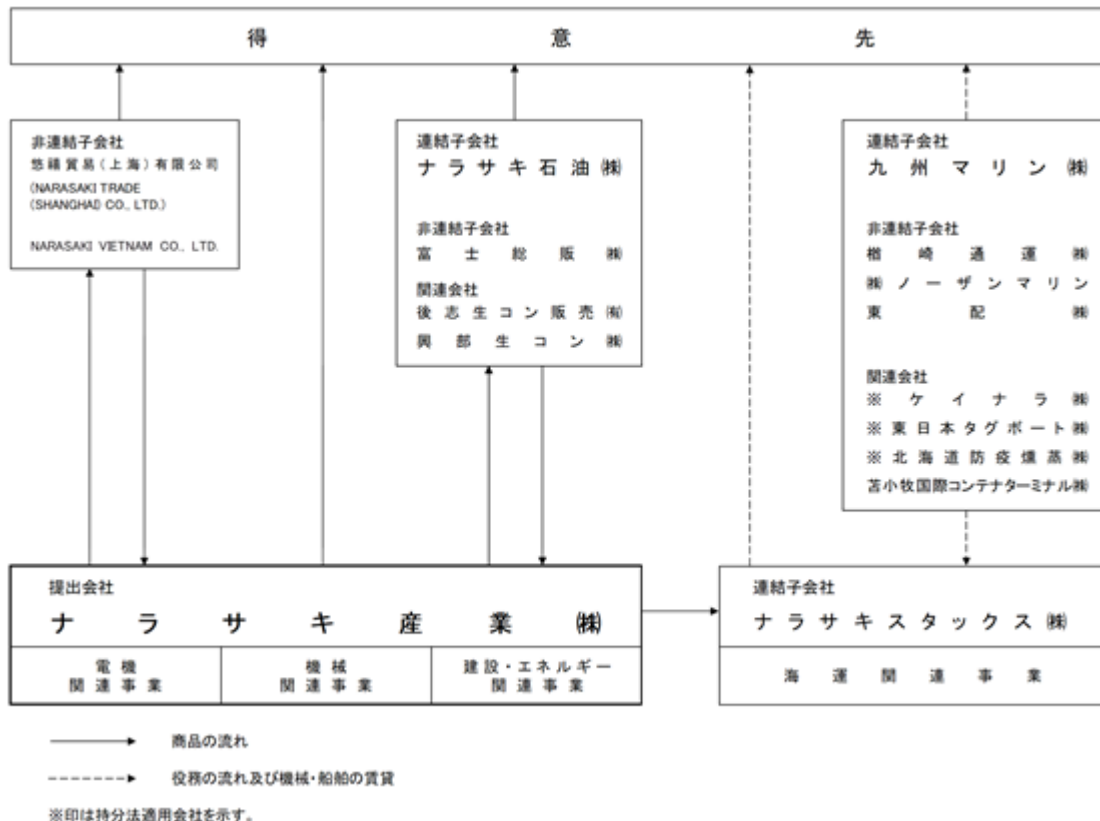 得意先
非連結子会社
悠禧貿易(上海)有限公司
(NARASAKI TRADE
(SHANGHAI) CO., LTD.)
NARASAKI VIETNAM CO., LTD.
連結子会社
ナラサキ石油㈱
非連結子会社
富士総販㈱
関連会社
後志生コン販売㈲
興部生コン㈱
連結子会社
九州マリン㈱
非連結子会社
楢崎通運㈱
㈱ノーザンマリン
東配㈱
関連会社
※ケイナラ㈱
※東日本タグボート㈱
※北海道防疫燻蒸㈱
苫小牧国際コンテナターミナル㈱
提出会社
ナラサキ産業㈱
電機
関連事業
機械
関連事業
建設・エネルギー
関連事業
連結子会社
ナラサキスタックス㈱
海運関連事業
商品の流れ
役務の流れ及び機械・船舶の賃貸
※印は持分法適用会社を示す。